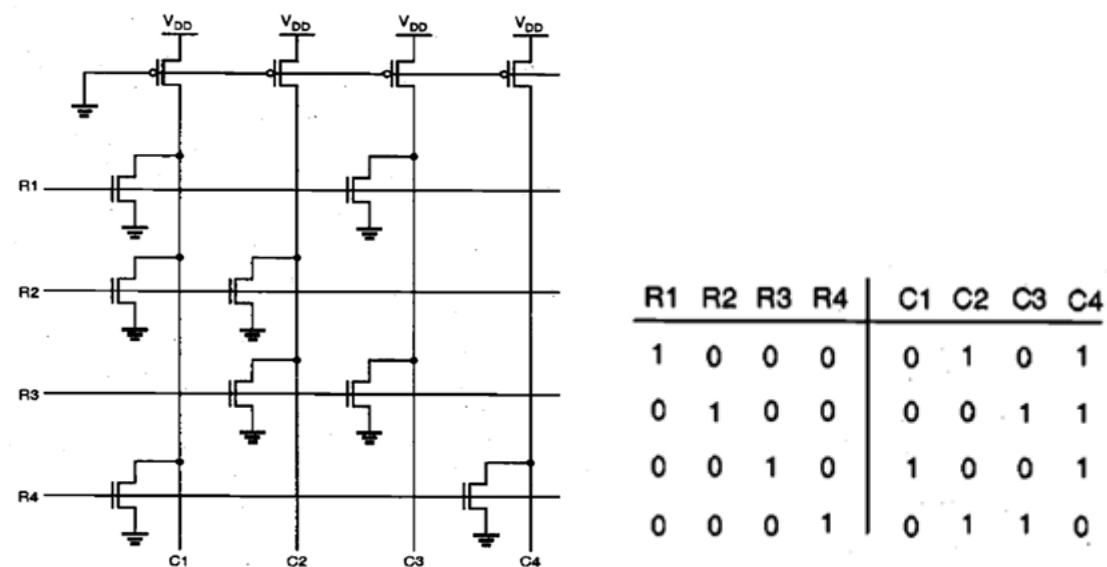 VDD VDD VDD VDD
R1
R2
R3
R4
C1 C2 C3 C4
R1 R2 R3 R4 C1 C2 C3 C4
1 0 0 0 0 1 0 1
0 1 0 0 0 0 1 1
0 0 1 0 1 0 0 1
0 0 0 1 0 1 1 0